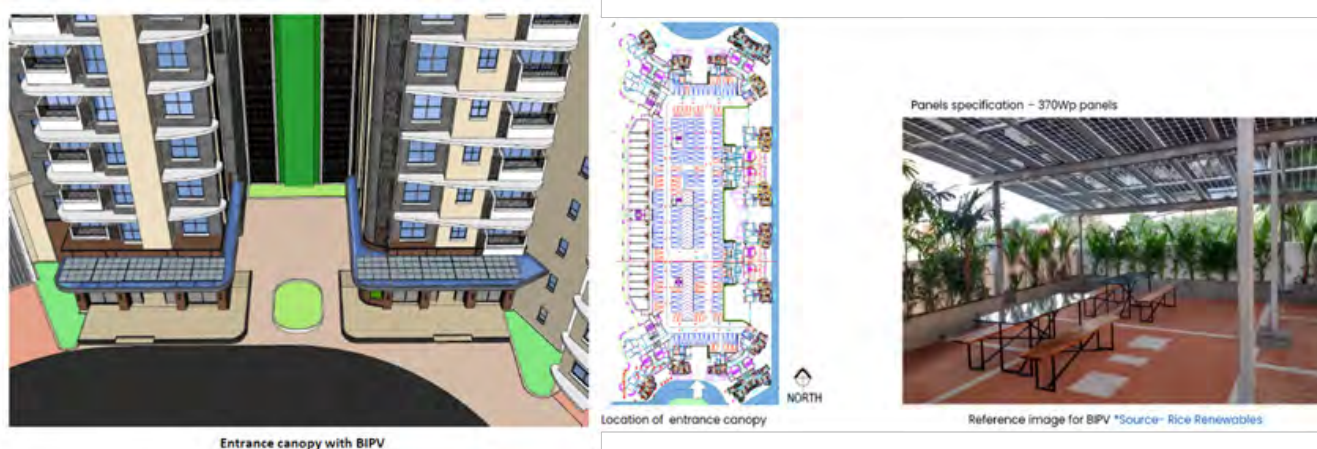 Entrance canopy with BIPV
NORTH
Location of entrance canopy
Panels specification – 370Wp panels
Reference image for BIPV *Source- Rice Renewables